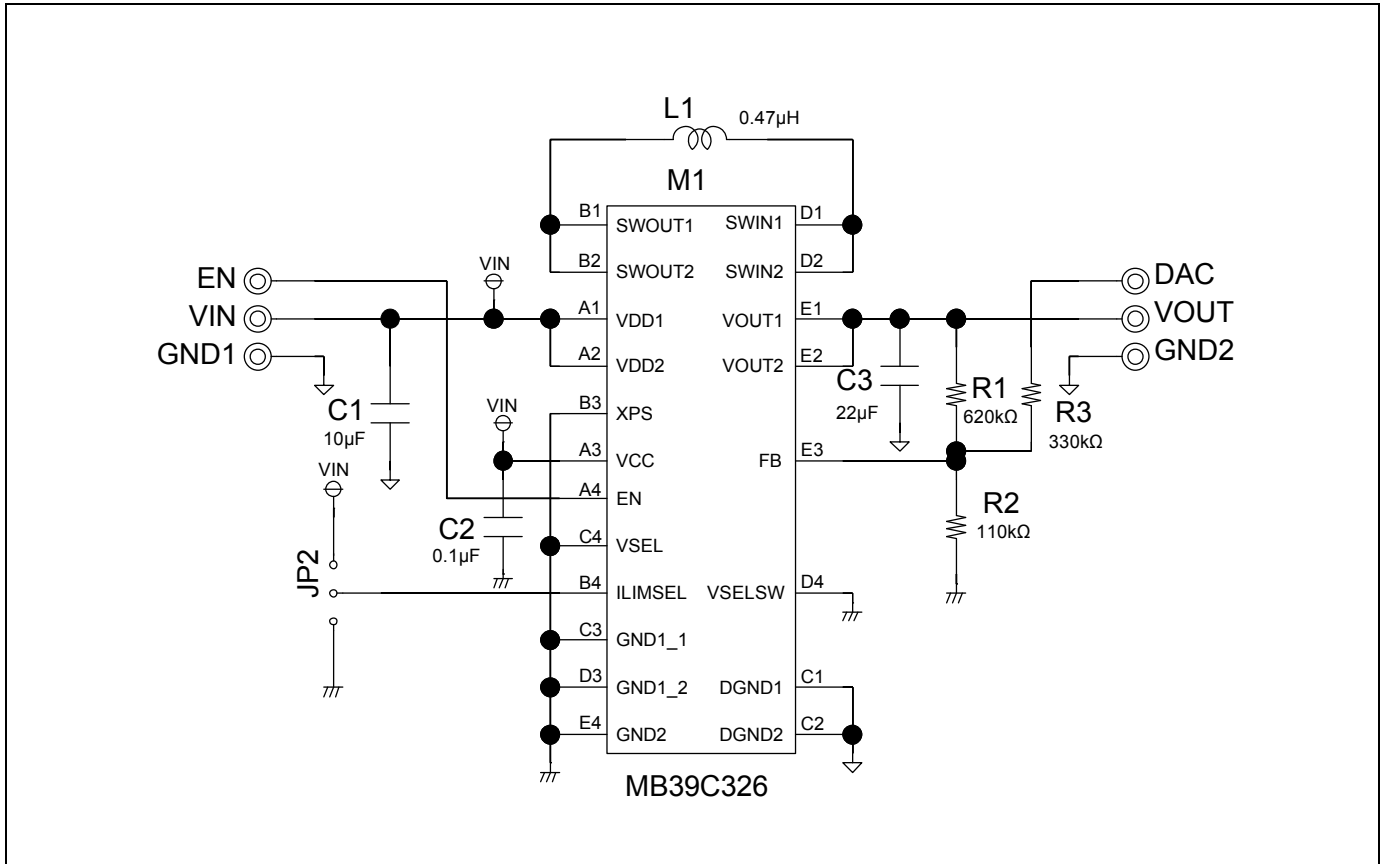 L1
0.47µH
M1
B1
SWOUT1
SWIN1
D1
B2
SWOUT2
SWIN2
D2
EN
VIN
DAC
VIN
A1
VDD1
VOUT1
E1
VOUT
GND1
A2
VDD2
VOUT2
E2
GND2
C1
10µF
VIN
B3
XPS
C3
22µF
R1
620kΩ
R3
330kΩ
VIN
A3
VCC
FB
E3
A4
EN
C2
0.1µF
C4
VSEL
R2
110kΩ
JP2
B4
ILIMSEL
VSELSW
D4
C3
GND1_1
D3
GND1_2
DGND1
C1
E4
GND2
DGND2
C2
MB39C326